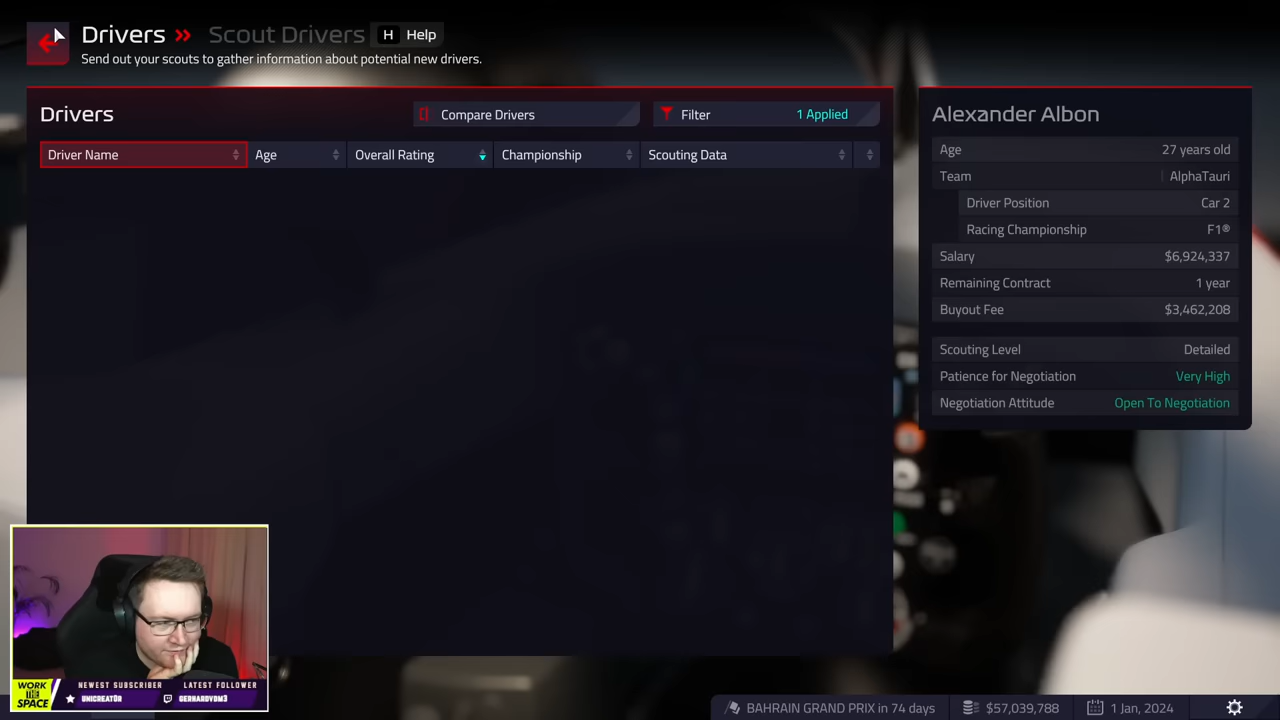 Drivers Scout Drivers H Help
Send out your scouts to gather information about potential new drivers.
Drivers
Compare Drivers
Filter 1 Applied
Driver Name Age Overall Rating Championship Scouting Data
Alexander Albon
Age 27 years old
Team AlphaTauri
Driver Position Car 2
Racing Championship F1®
Salary $6,924,337
Remaining Contract 1 year
Buyout Fee $3,462,208
Scouting Level Detailed
Patience for Negotiation Very High
Negotiation Attitude Open To Negotiation
WORK THE SPACE
NEWEST SUBSCRIBER LATEST FOLLOWER
UNICREAT0R GERHARDVDM3
BAHRAIN GRAND PRIX in 74 days $57,039,788 1 Jan, 2024